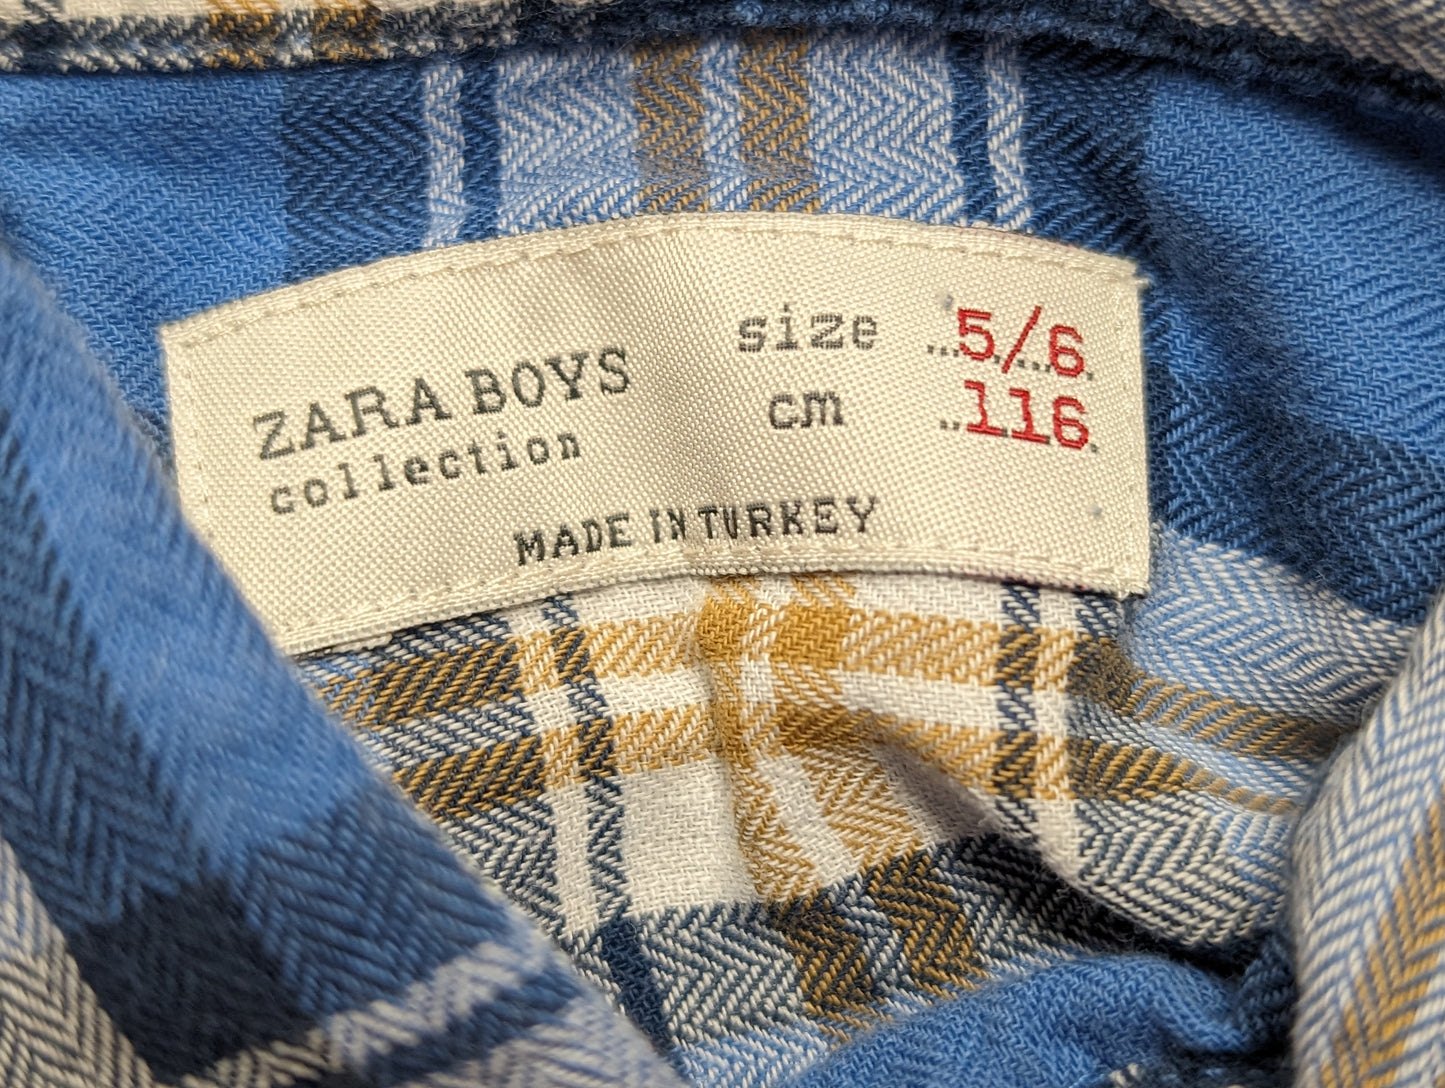 ZARA BOYS
collection
size 5/6
cm 116
MADE IN TURKEY